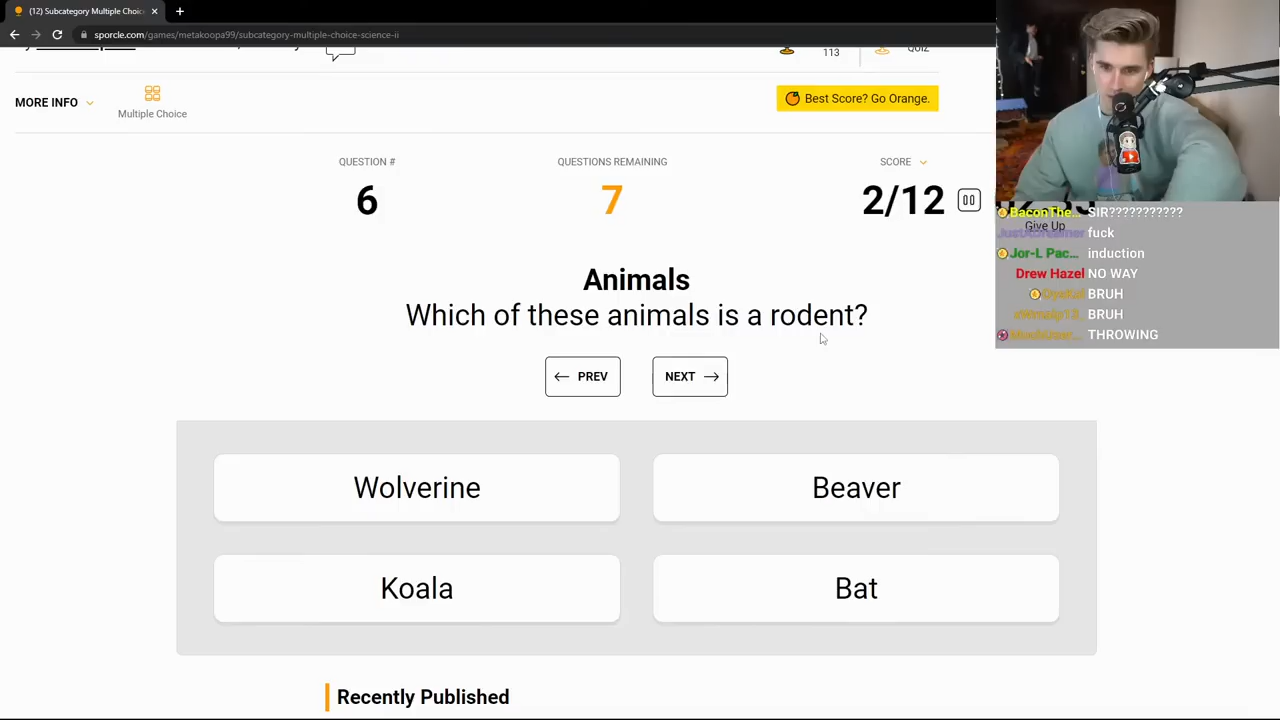 (12) Subcategory Multiple Choic
sporcle.com/games/metakoopa99/subcategory-multiple-choice-science-ii
113
QUIZ
MORE INFO
Multiple Choice
Best Score? Go Orange.
QUESTION #
QUESTIONS REMAINING
SCORE
6
7
2/12
Give Up
BaconThe... SIR???????????
fuck
Jor-L Pac... induction
Drew Hazel NO WAY
BRUH
BRUH
THROWING
Animals
Which of these animals is a rodent?
PREV
NEXT
Wolverine
Beaver
Koala
Bat
Recently Published